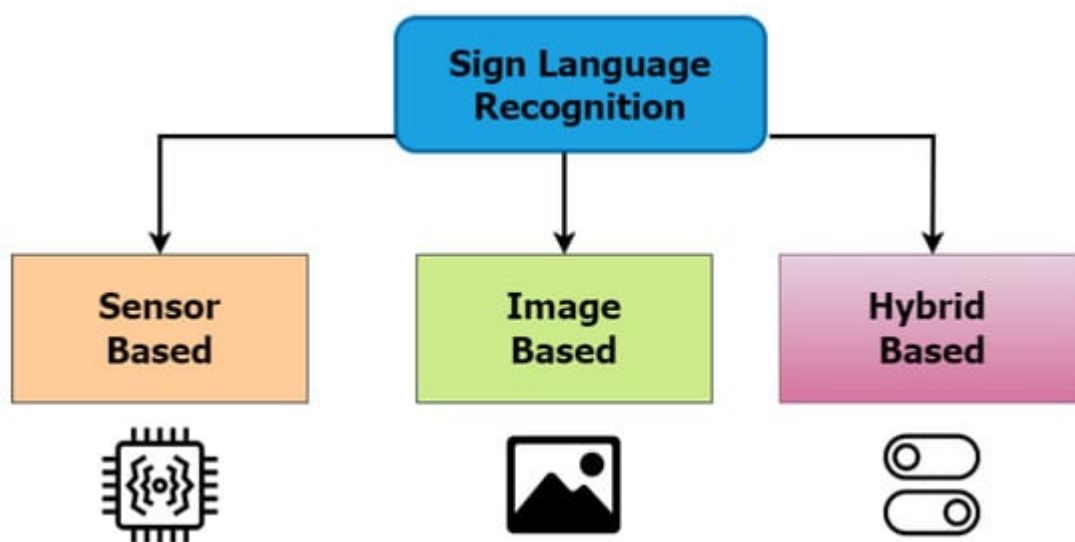 Sign Language
Recognition
Sensor
Based
Image
Based
Hybrid
Based